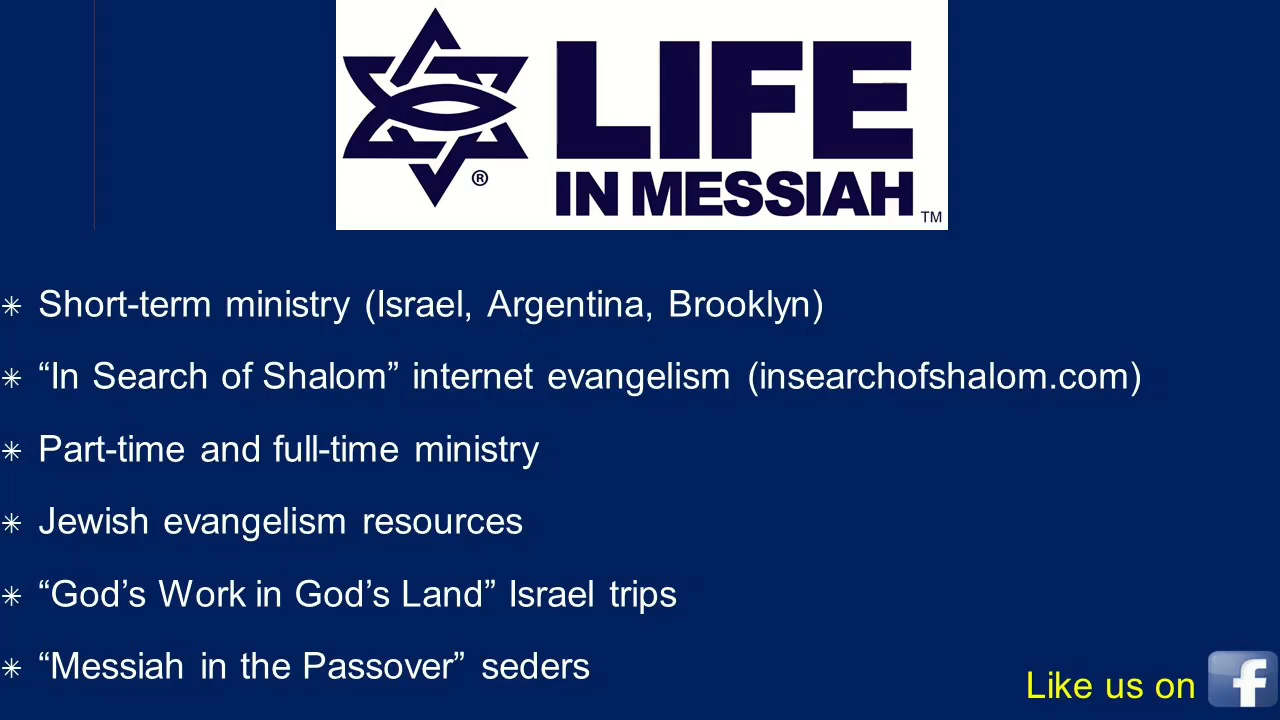 LIFE
IN MESSIAH
®
TM
✳ Short-term ministry (Israel, Argentina, Brooklyn)
✳ “In Search of Shalom” internet evangelism (insearchofshalom.com)
✳ Part-time and full-time ministry
✳ Jewish evangelism resources
✳ “God’s Work in God’s Land” Israel trips
✳ “Messiah in the Passover” seders
Like us on f